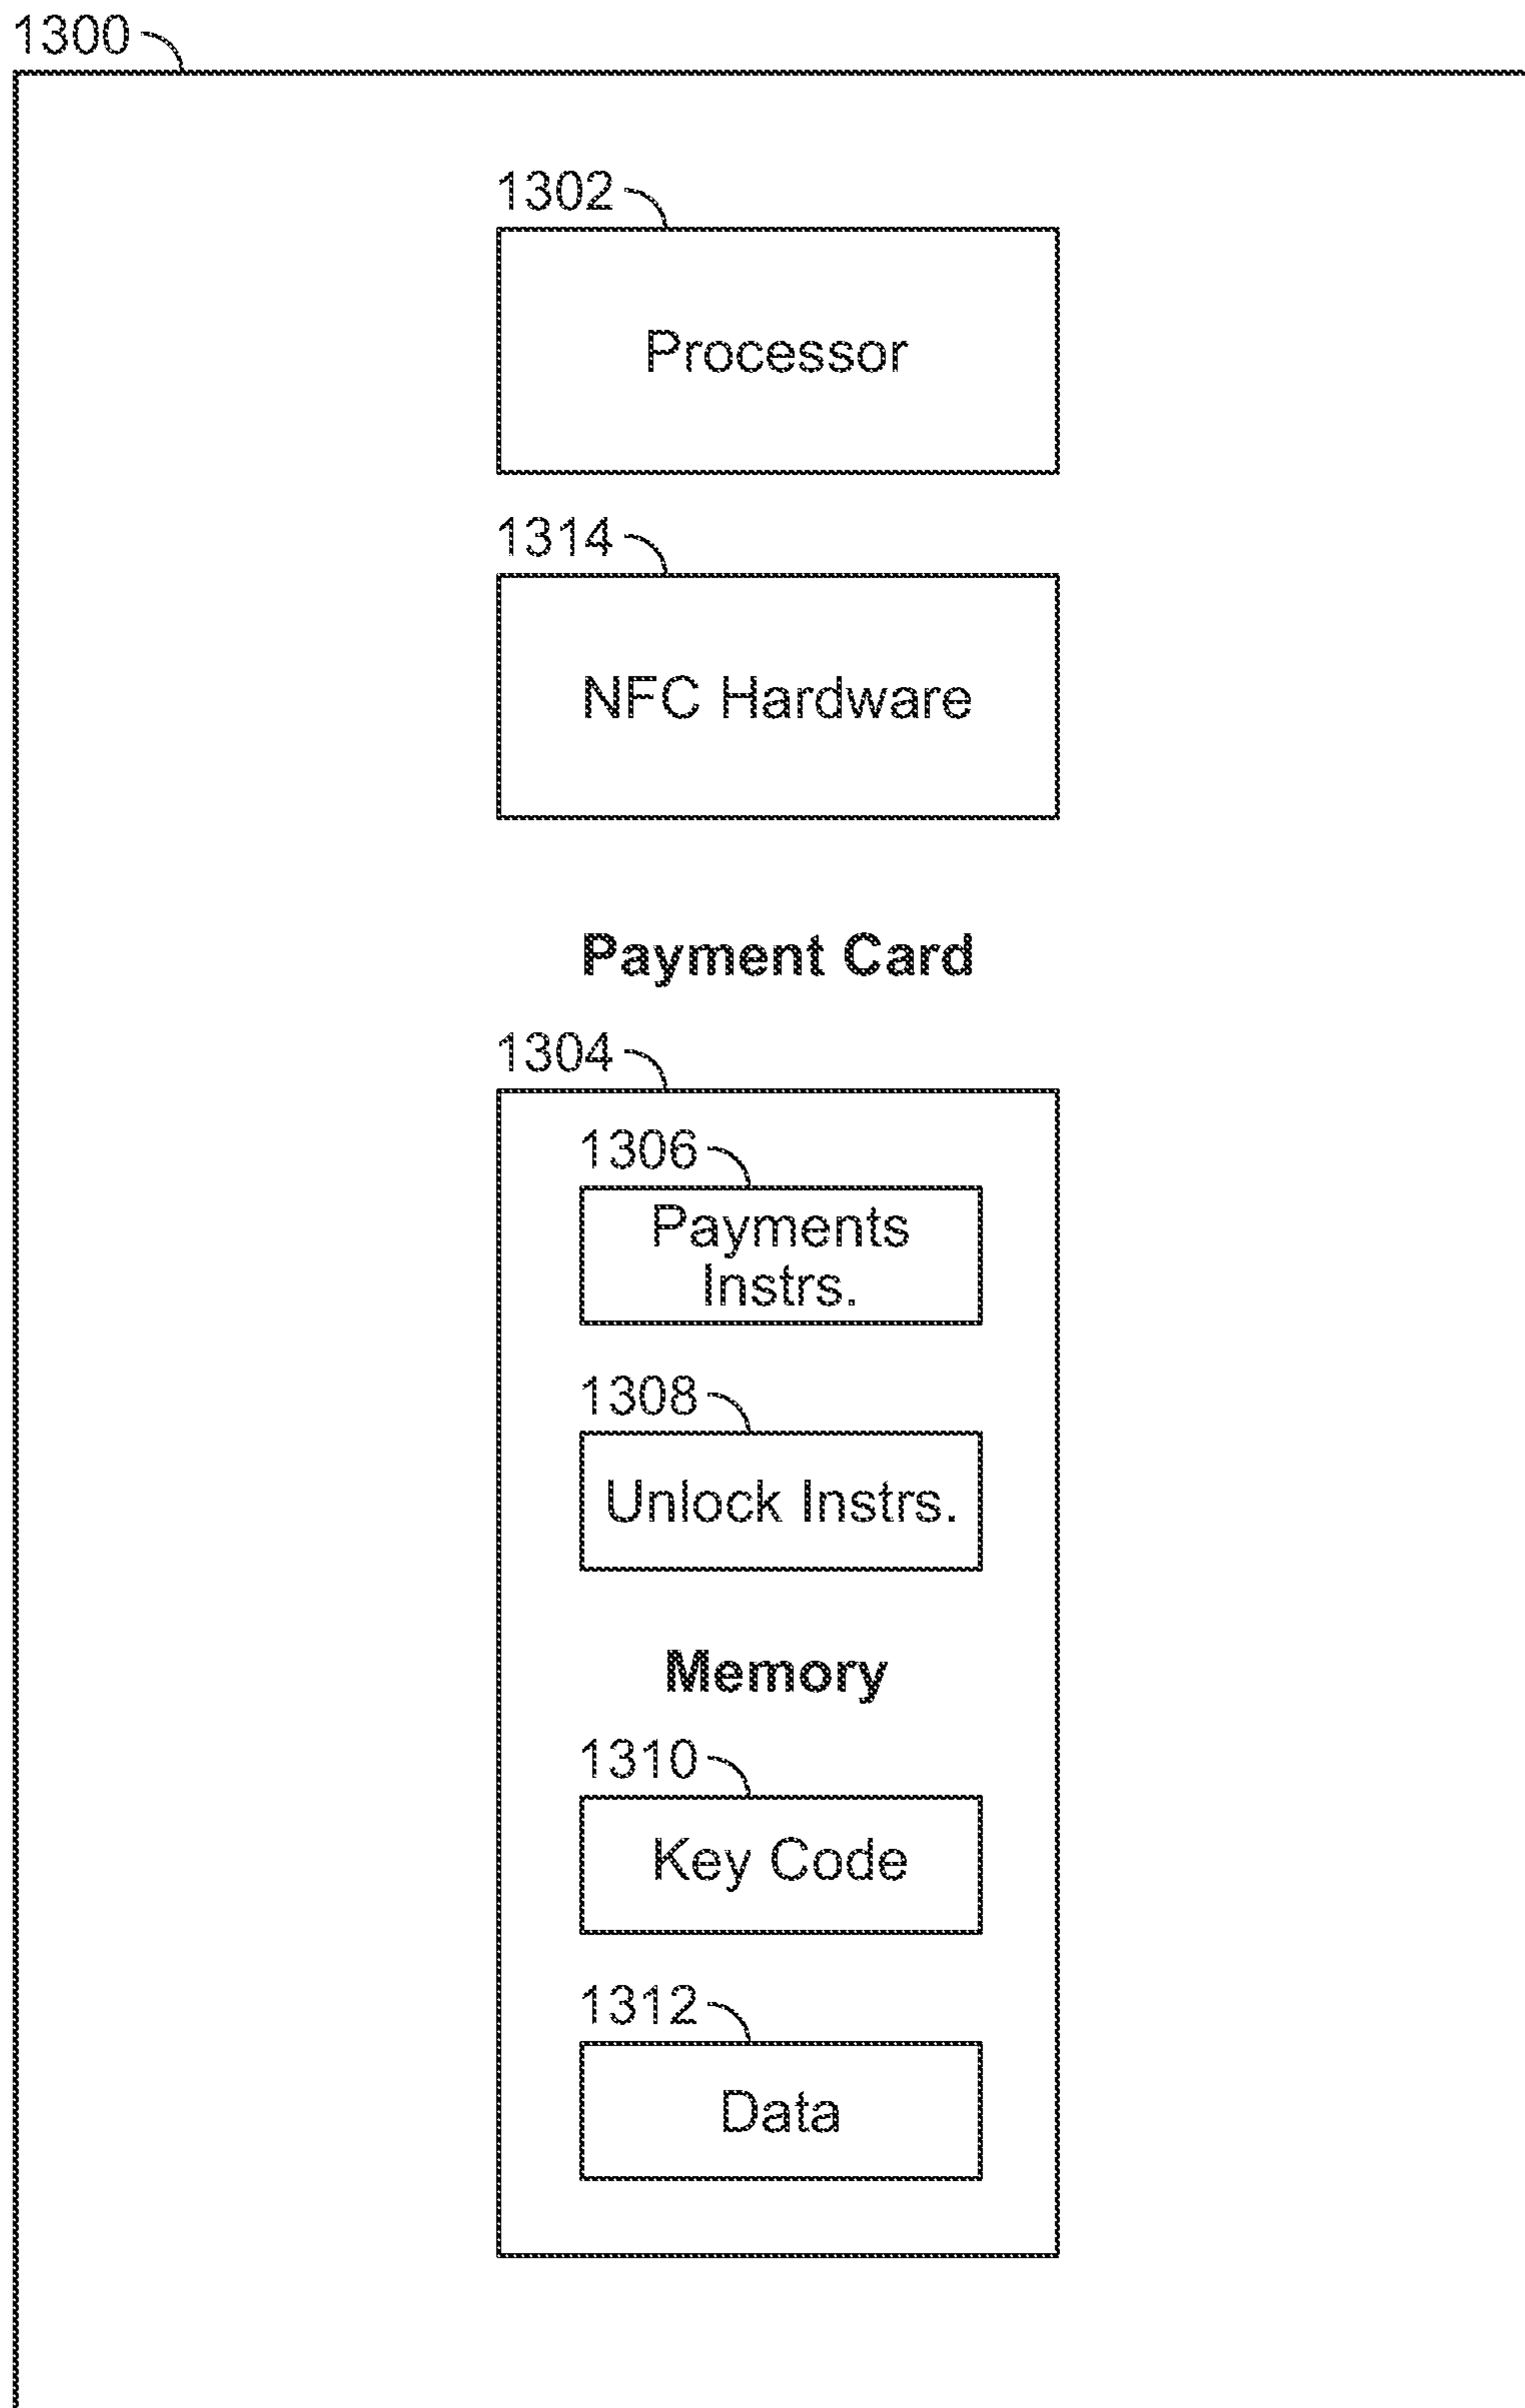 1300
1302
Processor
1314
NFC Hardware
Payment Card
1304
1306
Payments
Instrs.
1308
Unlock Instrs.
Memory
1310
Key Code
1312
Data